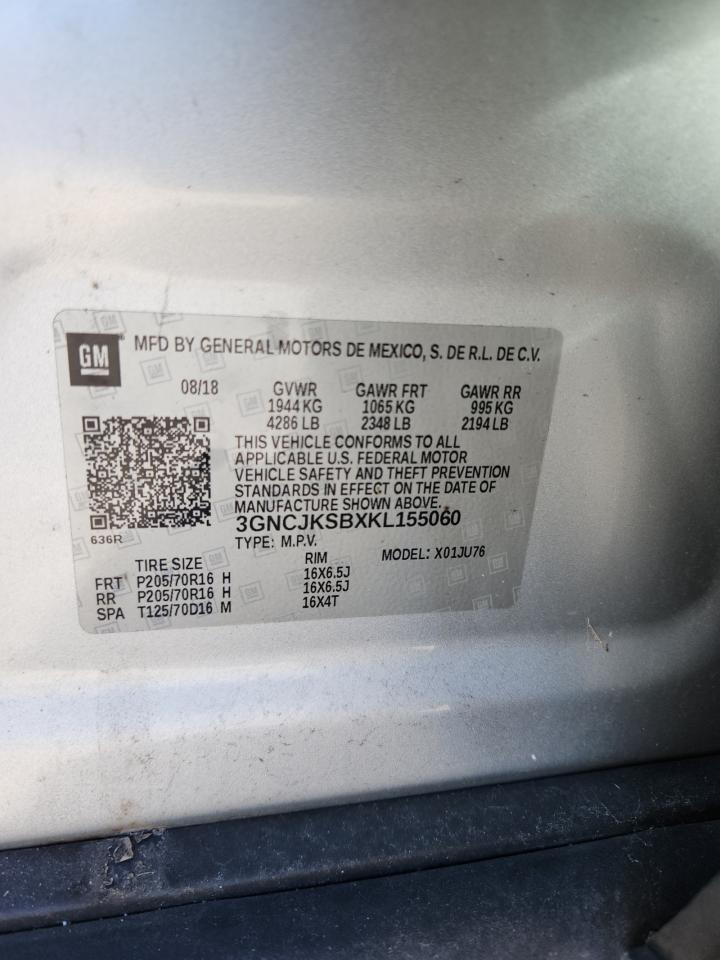 GM
MFD BY GENERAL MOTORS DE MEXICO, S. DE R.L. DE C.V.
08/18 GVWR GAWR FRT GAWR RR
1944 KG 1065 KG 995 KG
4286 LB 2348 LB 2194 LB
THIS VEHICLE CONFORMS TO ALL
APPLICABLE U.S. FEDERAL MOTOR
VEHICLE SAFETY AND THEFT PREVENTION
STANDARDS IN EFFECT ON THE DATE OF
MANUFACTURE SHOWN ABOVE.
3GNCJKSBXKL155060
636R
TYPE: M.P.V. MODEL: X01JU76
TIRE SIZE RIM
FRT P205/70R16 H 16X6.5J
RR P205/70R16 H 16X6.5J
SPA T125/70D16 M 16X4T